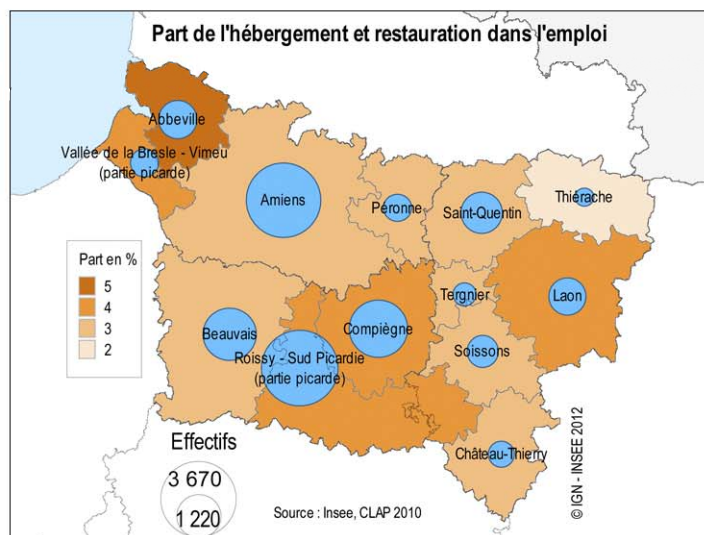 Part de l'hébergement et restauration dans l'emploi
Abbeville
Vallée de la Bresle - Vimeu
(partie picarde)
Amiens
Péronne
Saint-Quentin
Thiérache
Part en %
5
4
3
2
Tergnier
Laon
Beauvais
Compiègne
Roissy - Sud Picardie
(partie picarde)
Soissons
Château-Thierry
Effectifs
3 670
1 220
Source : Insee, CLAP 2010
© IGN - INSEE 2012